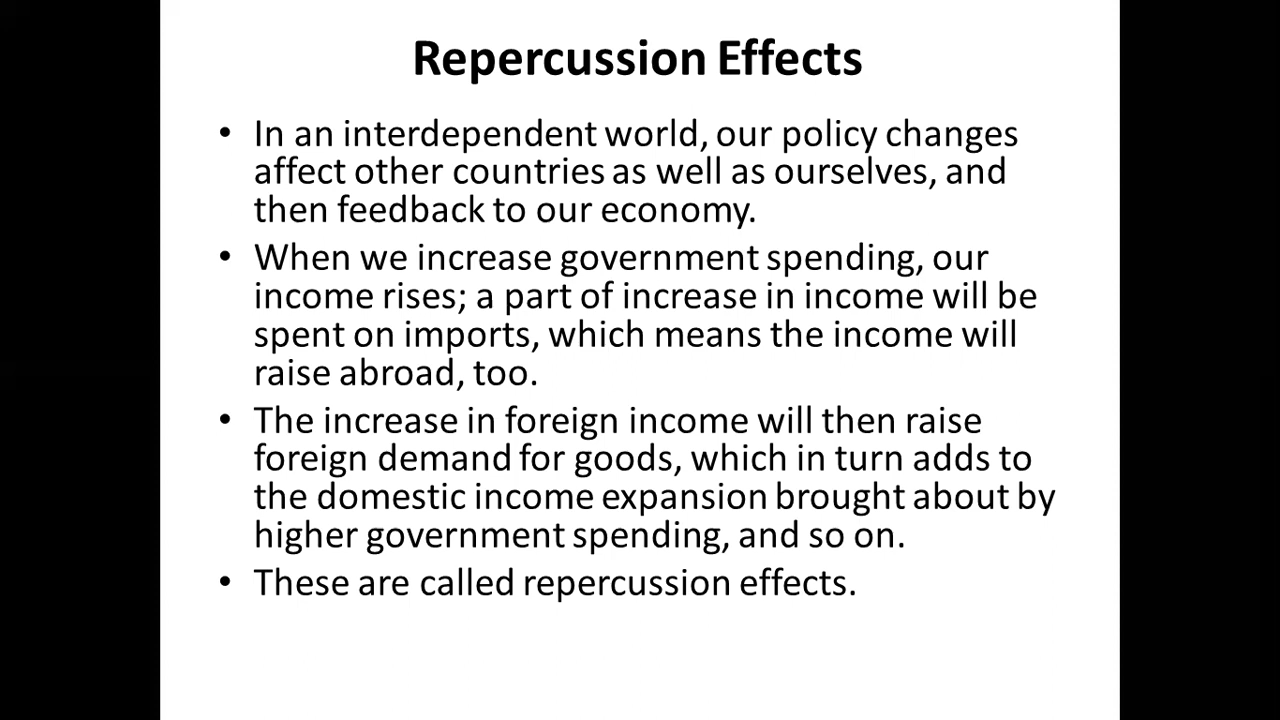 Repercussion Effects
• In an interdependent world, our policy changes
affect other countries as well as ourselves, and
then feedback to our economy.
• When we increase government spending, our
income rises; a part of increase in income will be
spent on imports, which means the income will
raise abroad, too.
• The increase in foreign income will then raise
foreign demand for goods, which in turn adds to
the domestic income expansion brought about by
higher government spending, and so on.
• These are called repercussion effects.